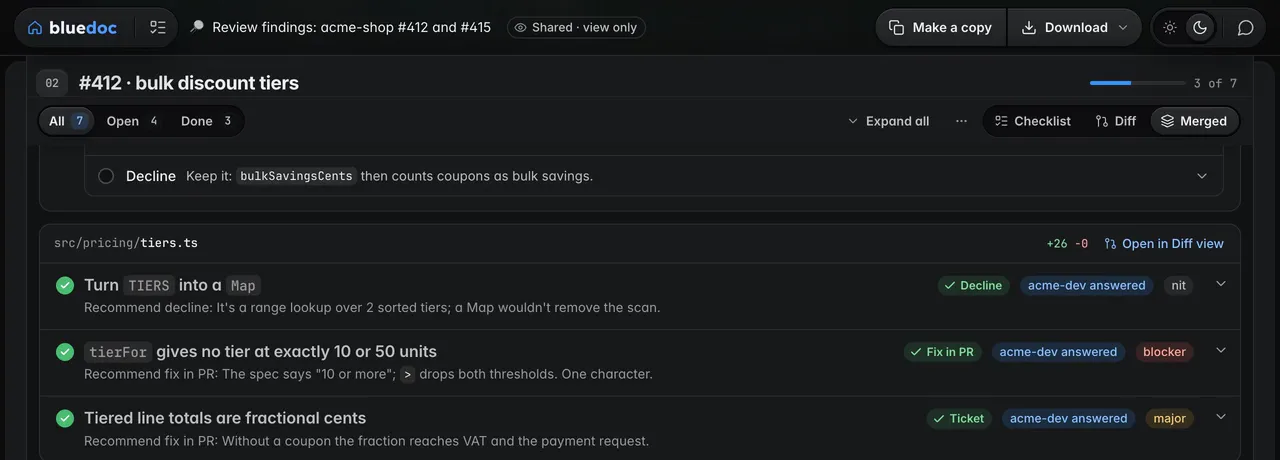 bluedoc
Review findings: acme-shop #412 and #415
Shared · view only
Make a copy
Download
02
#412 · bulk discount tiers
3 of 7
All 7
Open 4
Done 3
Expand all
···
Checklist
Diff
Merged
Decline Keep it: bulkSavingsCents then counts coupons as bulk savings.
src/pricing/tiers.ts
+26 -0
Open in Diff view
Turn TIERS into a Map
Decline
acme-dev answered
nit
Recommend decline: It's a range lookup over 2 sorted tiers; a Map wouldn't remove the scan.
tierFor gives no tier at exactly 10 or 50 units
Fix in PR
acme-dev answered
blocker
Recommend fix in PR: The spec says "10 or more"; > drops both thresholds. One character.
Tiered line totals are fractional cents
Ticket
acme-dev answered
major
Recommend fix in PR: Without a coupon the fraction reaches VAT and the payment request.